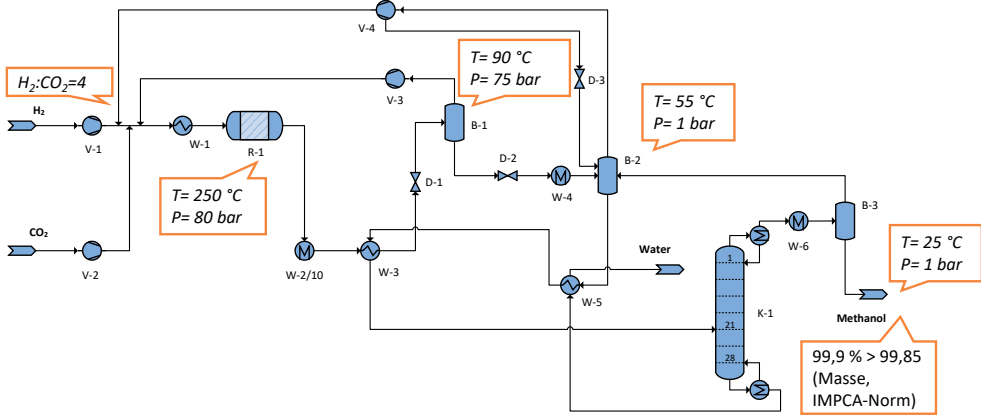 V-4
T= 90 °C
P= 75 bar
H₂:CO₂=4
D-3
V-3
T= 55 °C
P= 1 bar
H₂
B-1
V-1
W-1
R-1
D-2
B-2
W-4
D-1
T= 250 °C
P= 80 bar
CO₂
V-2
W-2/10
W-3
Water
W-5
B-3
W-6
T= 25 °C
P= 1 bar
1
K-1
21
28
Methanol
99,9 % > 99,85
(Masse,
IMPCA-Norm)